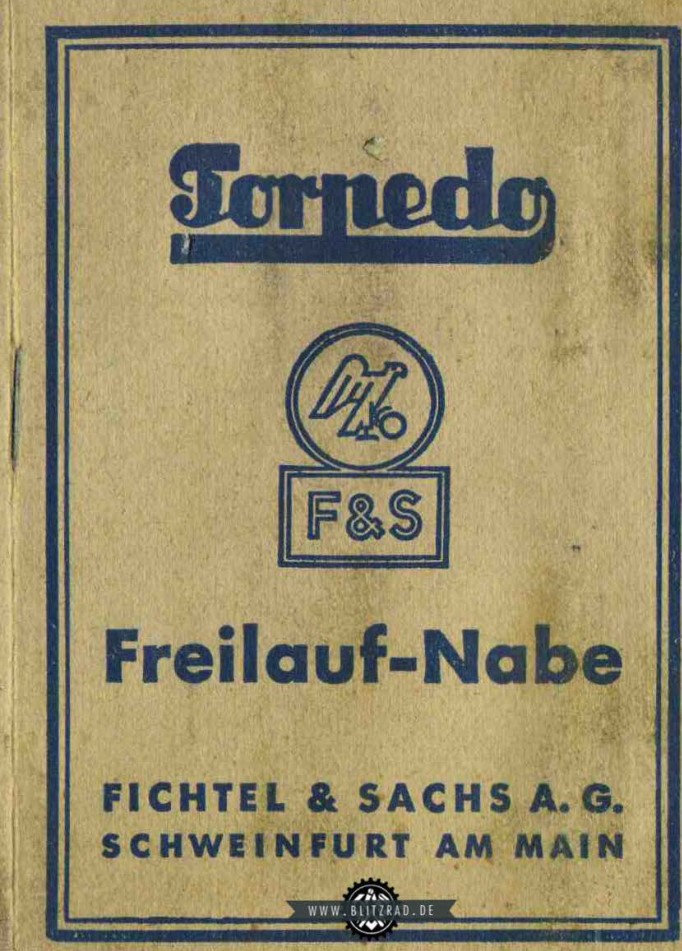 Torpedo
F&S
Freilauf-Nabe
FICHTEL & SACHS A. G.
SCHWEINFURT AM MAIN
WWW.BLITZRAD.DE